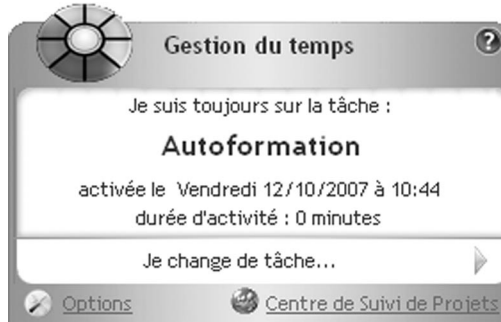 Gestion du temps
?
Je suis toujours sur la tâche :
Autoformation
activée le Vendredi 12/10/2007 à 10:44
durée d'activité : 0 minutes
Je change de tâche...
Options Centre de Suivi de Projets